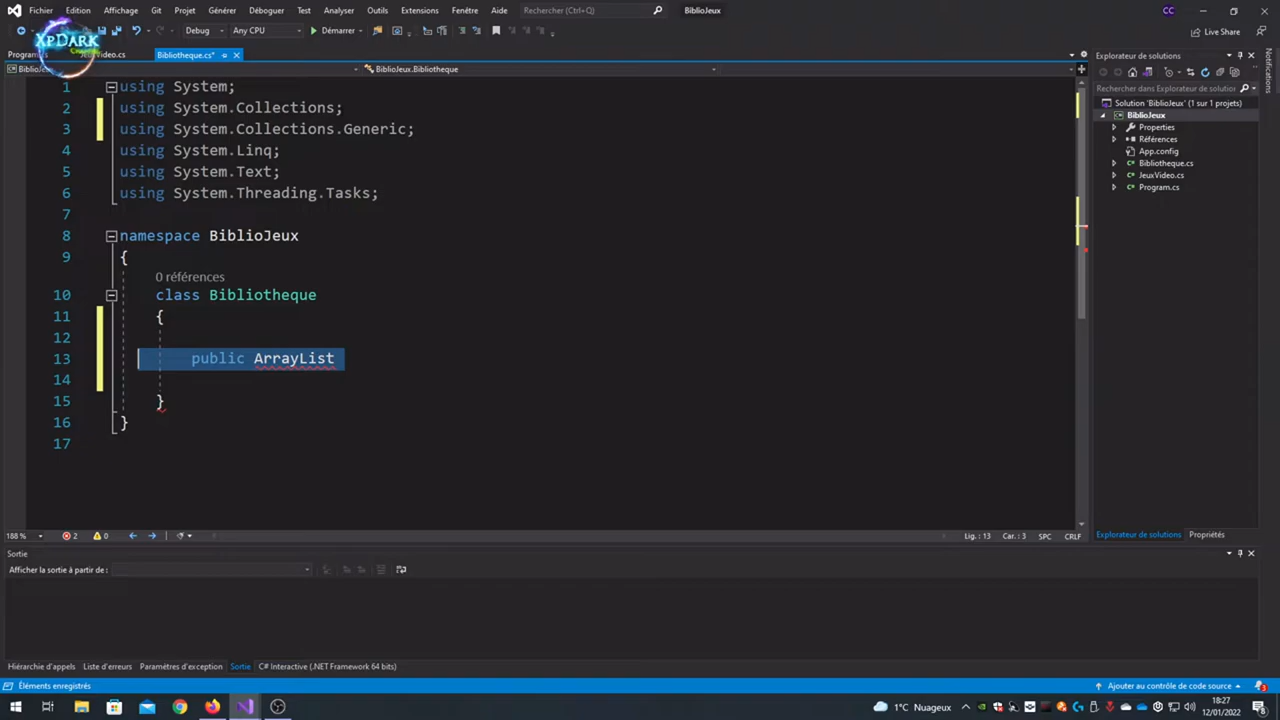 Fichier Edition Affichage Git Projet Générer Déboguer Test Analyser Outils Extensions Fenêtre Aide Rechercher (Ctrl+Q) BiblioJeux CC
Debug Any CPU Démarrer Live Share
XpDark
Bibliotheque.cs*
BiblioJeux.Bibliotheque
1 using System;
2 using System.Collections;
3 using System.Collections.Generic;
4 using System.Linq;
5 using System.Text;
6 using System.Threading.Tasks;
7
8 namespace BiblioJeux
9 {
0 références
10 class Bibliotheque
11 {
12
13 public ArrayList
14
15 }
16 }
17
188 % 2 0 Lig. : 13 Car. : 3 SPC CRLF
Explorateur de solutions
Rechercher dans Explorateur de solutions
Solution 'BiblioJeux' (1 sur 1 projets)
BiblioJeux
Properties
Références
App.config
Bibliotheque.cs
JeuxVideo.cs
Program.cs
Explorateur de solutions Propriétés
Notifications
Sortie
Afficher la sortie à partir de :
Hiérarchie d'appels Liste d'erreurs Paramètres d'exception Sortie C# Interactive (.NET Framework 64 bits)
Éléments enregistrés Ajouter au contrôle de code source
1°C Nuageux 18:27
12/01/2022